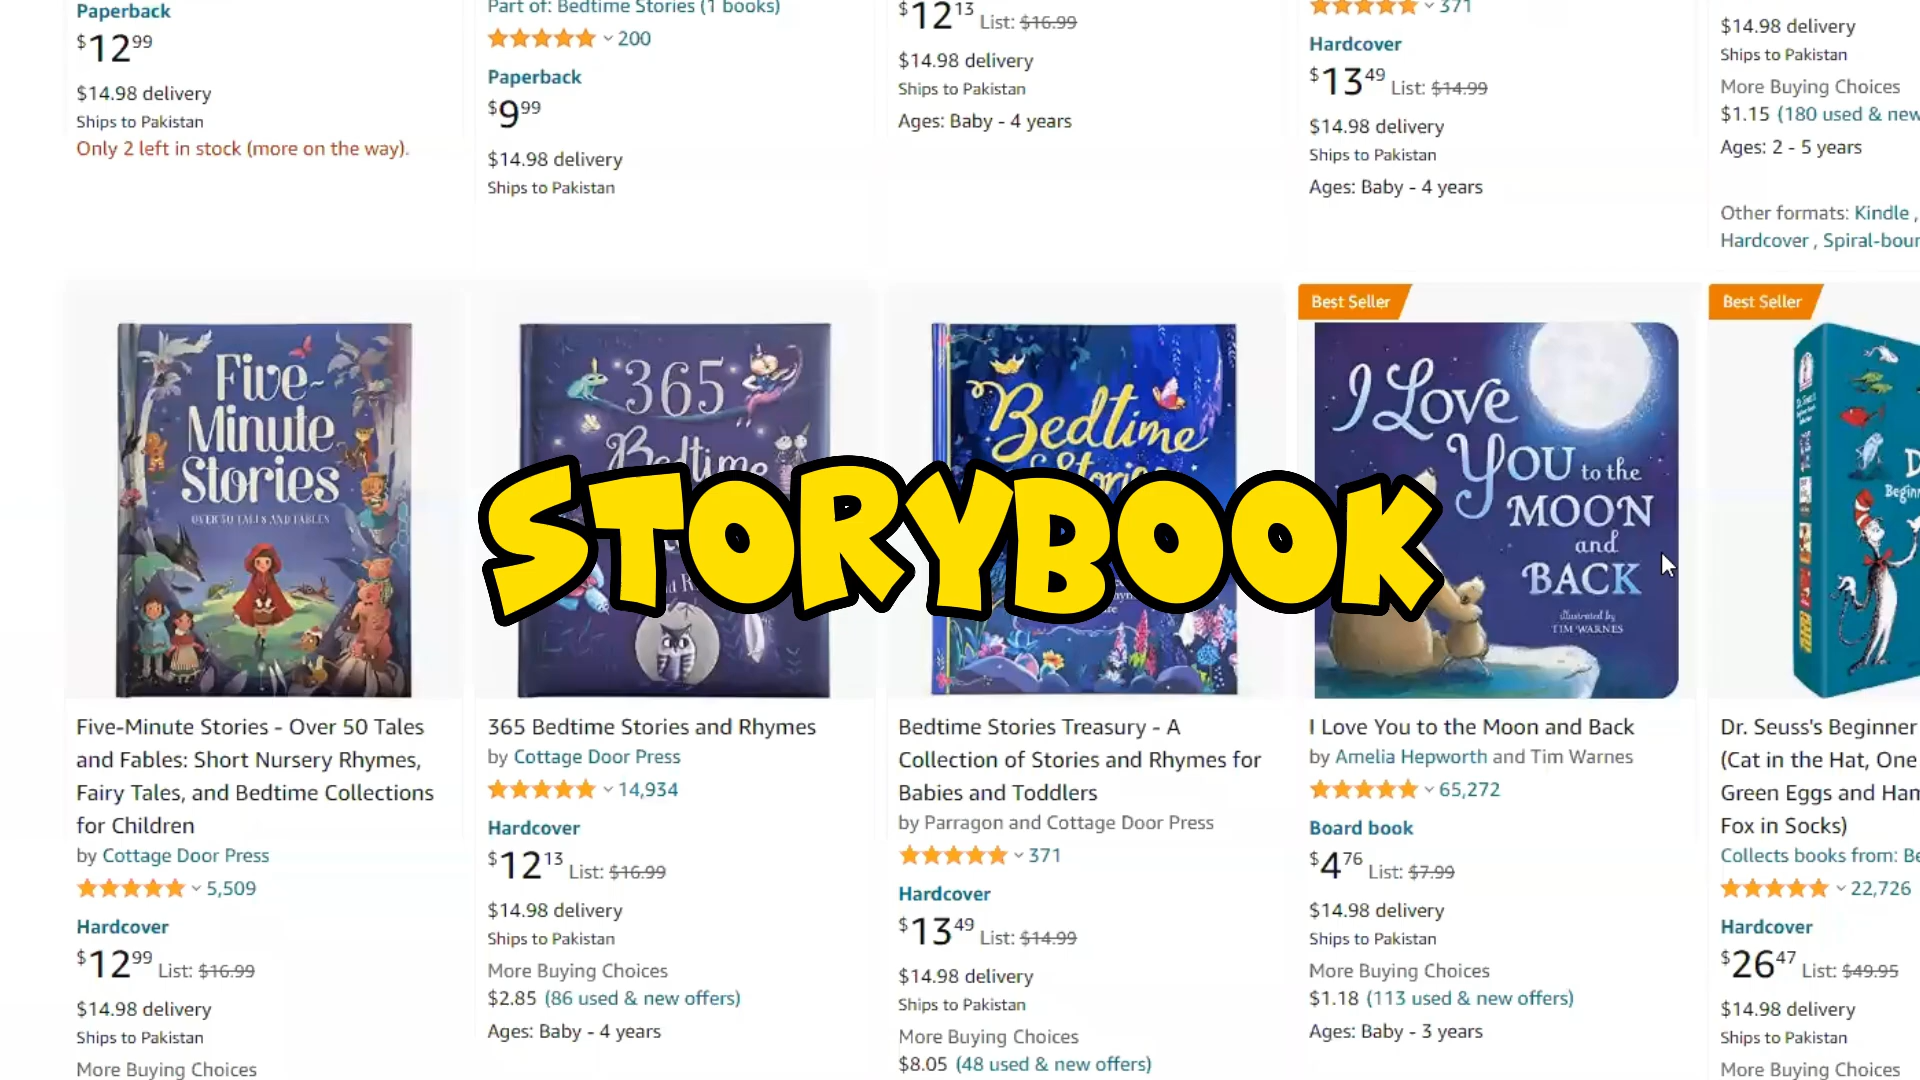 Paperback
$12.99
$14.98 delivery
Ships to Pakistan
Only 2 left in stock (more on the way).
Part of: Bedtime Stories (1 books)
200
Paperback
$9.99
$14.98 delivery
Ships to Pakistan
$12.13 List: $16.99
$14.98 delivery
Ships to Pakistan
Ages: Baby - 4 years
371
Hardcover
$13.49 List: $14.99
$14.98 delivery
Ships to Pakistan
Ages: Baby - 4 years
$14.98 delivery
Ships to Pakistan
More Buying Choices
$1.15 (180 used & new
Ages: 2 - 5 years
Other formats: Kindle ,
Hardcover , Spiral-bour
Five-
Minute
Stories
OVER 50 TALES AND FABLES
365
Bedtime
Bedtime
Stories
Best Seller
I Love
You to the
MOON
and
BACK
illustrated by
TIM WARNES
Best Seller
STORYBOOK
Five-Minute Stories - Over 50 Tales
and Fables: Short Nursery Rhymes,
Fairy Tales, and Bedtime Collections
for Children
by Cottage Door Press
5,509
Hardcover
$12.99 List: $16.99
$14.98 delivery
Ships to Pakistan
More Buying Choices
365 Bedtime Stories and Rhymes
by Cottage Door Press
14,934
Hardcover
$12.13 List: $16.99
$14.98 delivery
Ships to Pakistan
More Buying Choices
$2.85 (86 used & new offers)
Ages: Baby - 4 years
Bedtime Stories Treasury - A
Collection of Stories and Rhymes for
Babies and Toddlers
by Parragon and Cottage Door Press
371
Hardcover
$13.49 List: $14.99
$14.98 delivery
Ships to Pakistan
More Buying Choices
$8.05 (48 used & new offers)
I Love You to the Moon and Back
by Amelia Hepworth and Tim Warnes
65,272
Board book
$4.76 List: $7.99
$14.98 delivery
Ships to Pakistan
More Buying Choices
$1.18 (113 used & new offers)
Ages: Baby - 3 years
Dr. Seuss's Beginner
(Cat in the Hat, One
Green Eggs and Ham
Fox in Socks)
Collects books from: Be
22,726
Hardcover
$26.47 List: $49.95
$14.98 delivery
Ships to Pakistan
More Buying Choices